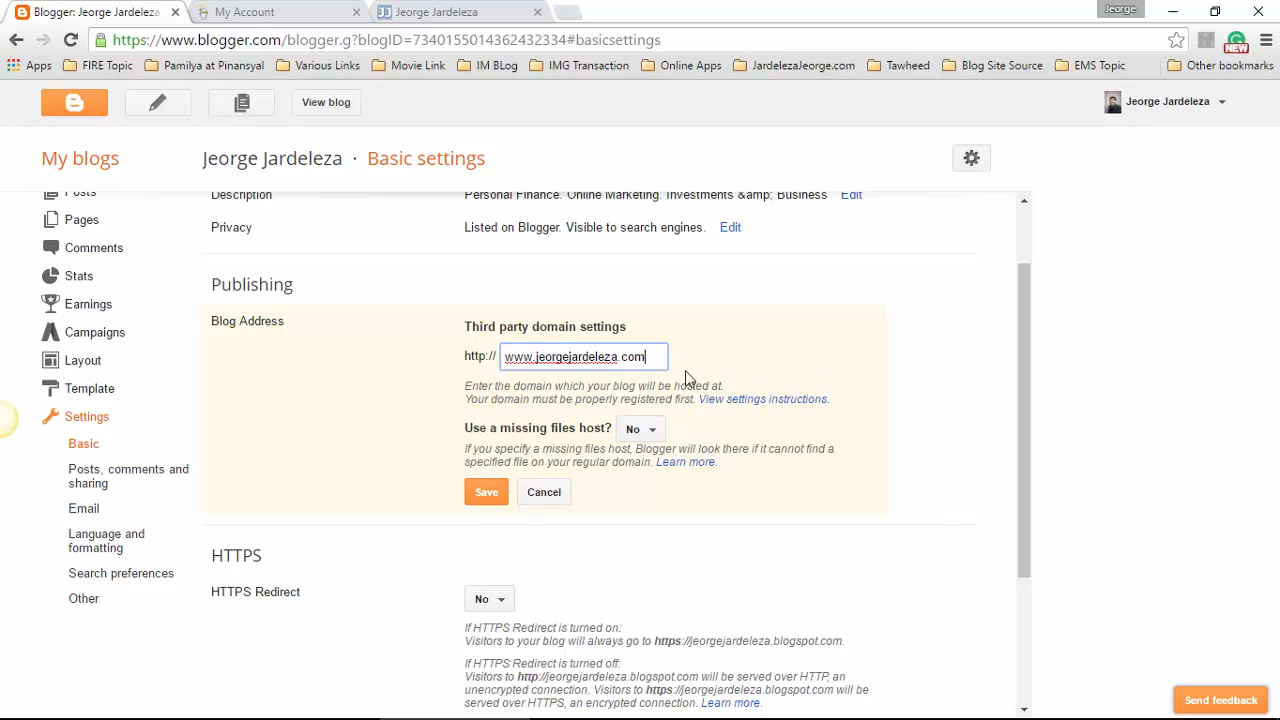 Blogger: Jeorge Jardeleza
My Account
Jeorge Jardeleza
Jeorge
https://www.blogger.com/blogger.g?blogID=7340155014362432334#basicsettings
NEW
Apps
FIRE Topic
Pamilya at Pinansyal
Various Links
Movie Link
IM BLog
IMG Transaction
Online Apps
JardelezaJeorge.com
Tawheed
Blog Site Source
EMS Topic
Other bookmarks
View blog
Jeorge Jardeleza
My blogs
Jeorge Jardeleza · Basic settings
Posts
Pages
Comments
Stats
Earnings
Campaigns
Layout
Template
Settings
Basic
Posts, comments and
sharing
Email
Language and
formatting
Search preferences
Other
Description
Personal Finance. Online Marketing. Investments &amp; Business Edit
Privacy
Listed on Blogger. Visible to search engines. Edit
Publishing
Blog Address
Third party domain settings
http:// www.jeorgejardeleza.com
Enter the domain which your blog will be hosted at.
Your domain must be properly registered first. View settings instructions.
Use a missing files host? No
If you specify a missing files host, Blogger will look there if it cannot find a
specified file on your regular domain. Learn more.
Save Cancel
HTTPS
HTTPS Redirect
No
If HTTPS Redirect is turned on:
Visitors to your blog will always go to https://jeorgejardeleza.blogspot.com.
If HTTPS Redirect is turned off:
Visitors to http://jeorgejardeleza.blogspot.com will be served over HTTP, an
unencrypted connection. Visitors to https://jeorgejardeleza.blogspot.com will be
served over HTTPS, an encrypted connection. Learn more.
Send feedback